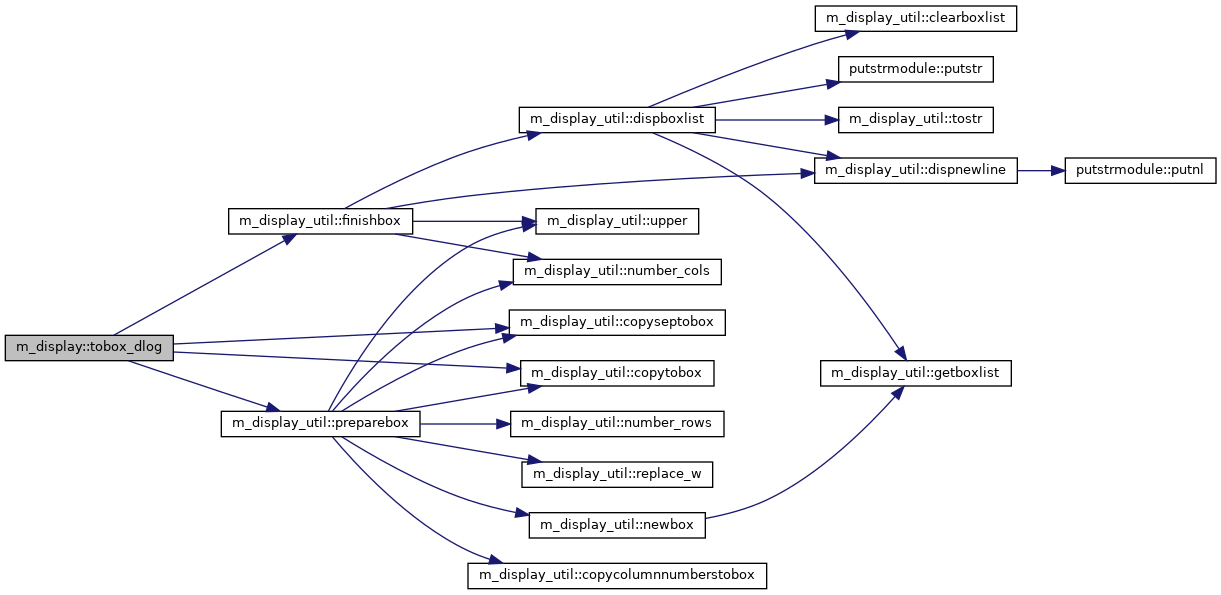 m_display_util::clearboxlist
putstrmodule::putstr
m_display_util::dispboxlist
m_display_util::tostr
m_display_util::dispnewline
putstrmodule::putnl
m_display_util::finishbox
m_display_util::upper
m_display_util::number_cols
m_display_util::copyseptobox
m_display::tobox_dlog
m_display_util::copytobox
m_display_util::getboxlist
m_display_util::preparebox
m_display_util::number_rows
m_display_util::replace_w
m_display_util::newbox
m_display_util::copycolumnnumberstobox